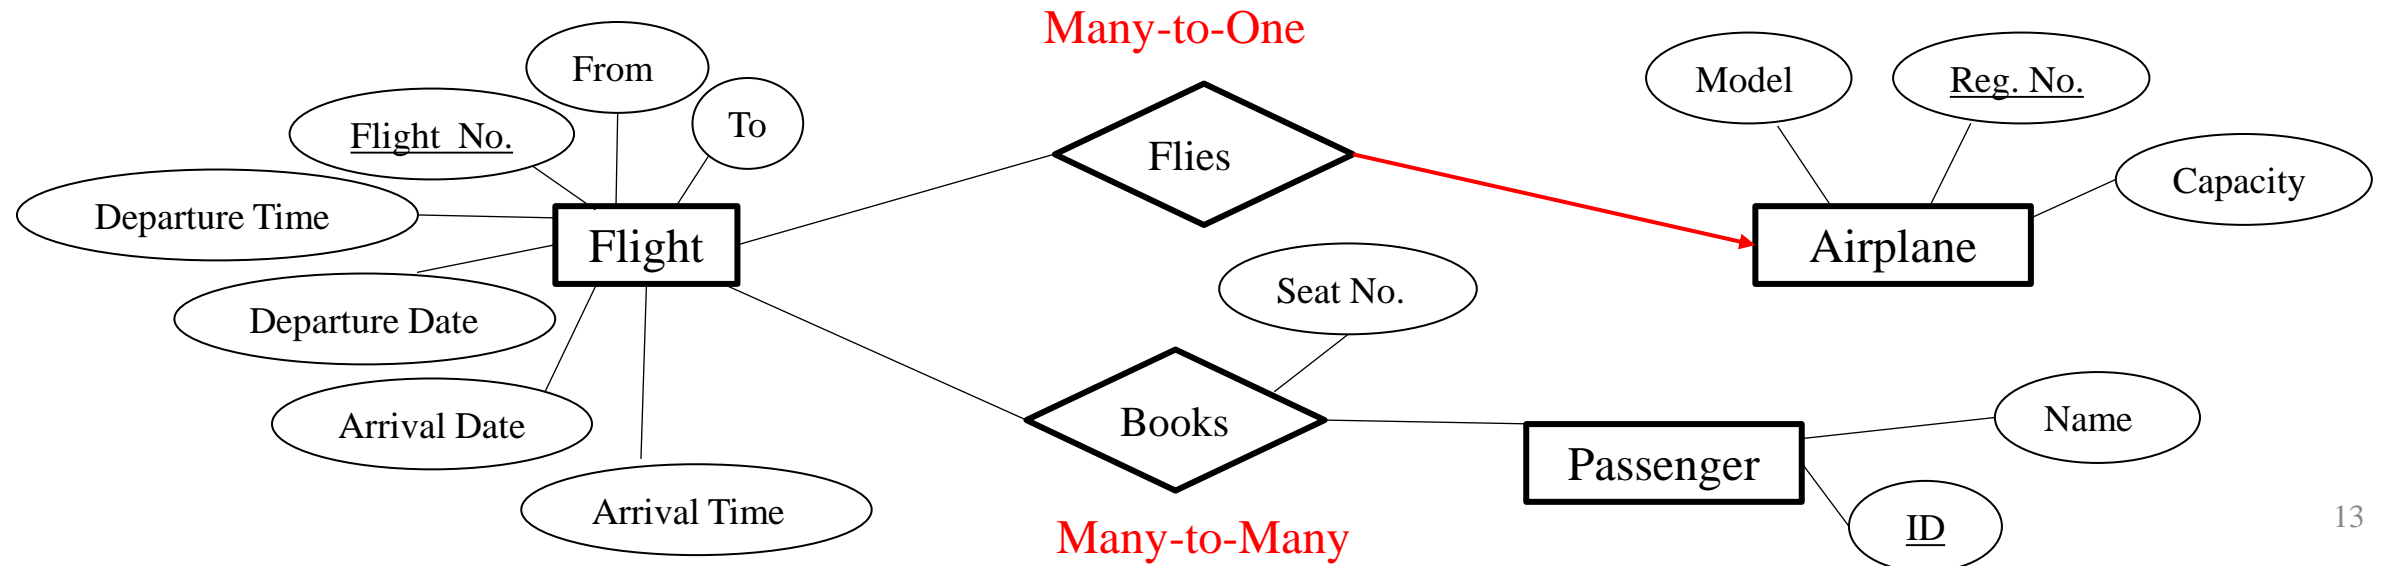 Many-to-One
From
Model
Reg. No.
To
Flight No.
Flies
Capacity
Departure Time
Flight
Airplane
Seat No.
Departure Date
Books
Name
Arrival Date
Passenger
Arrival Time
ID
13
Many-to-Many